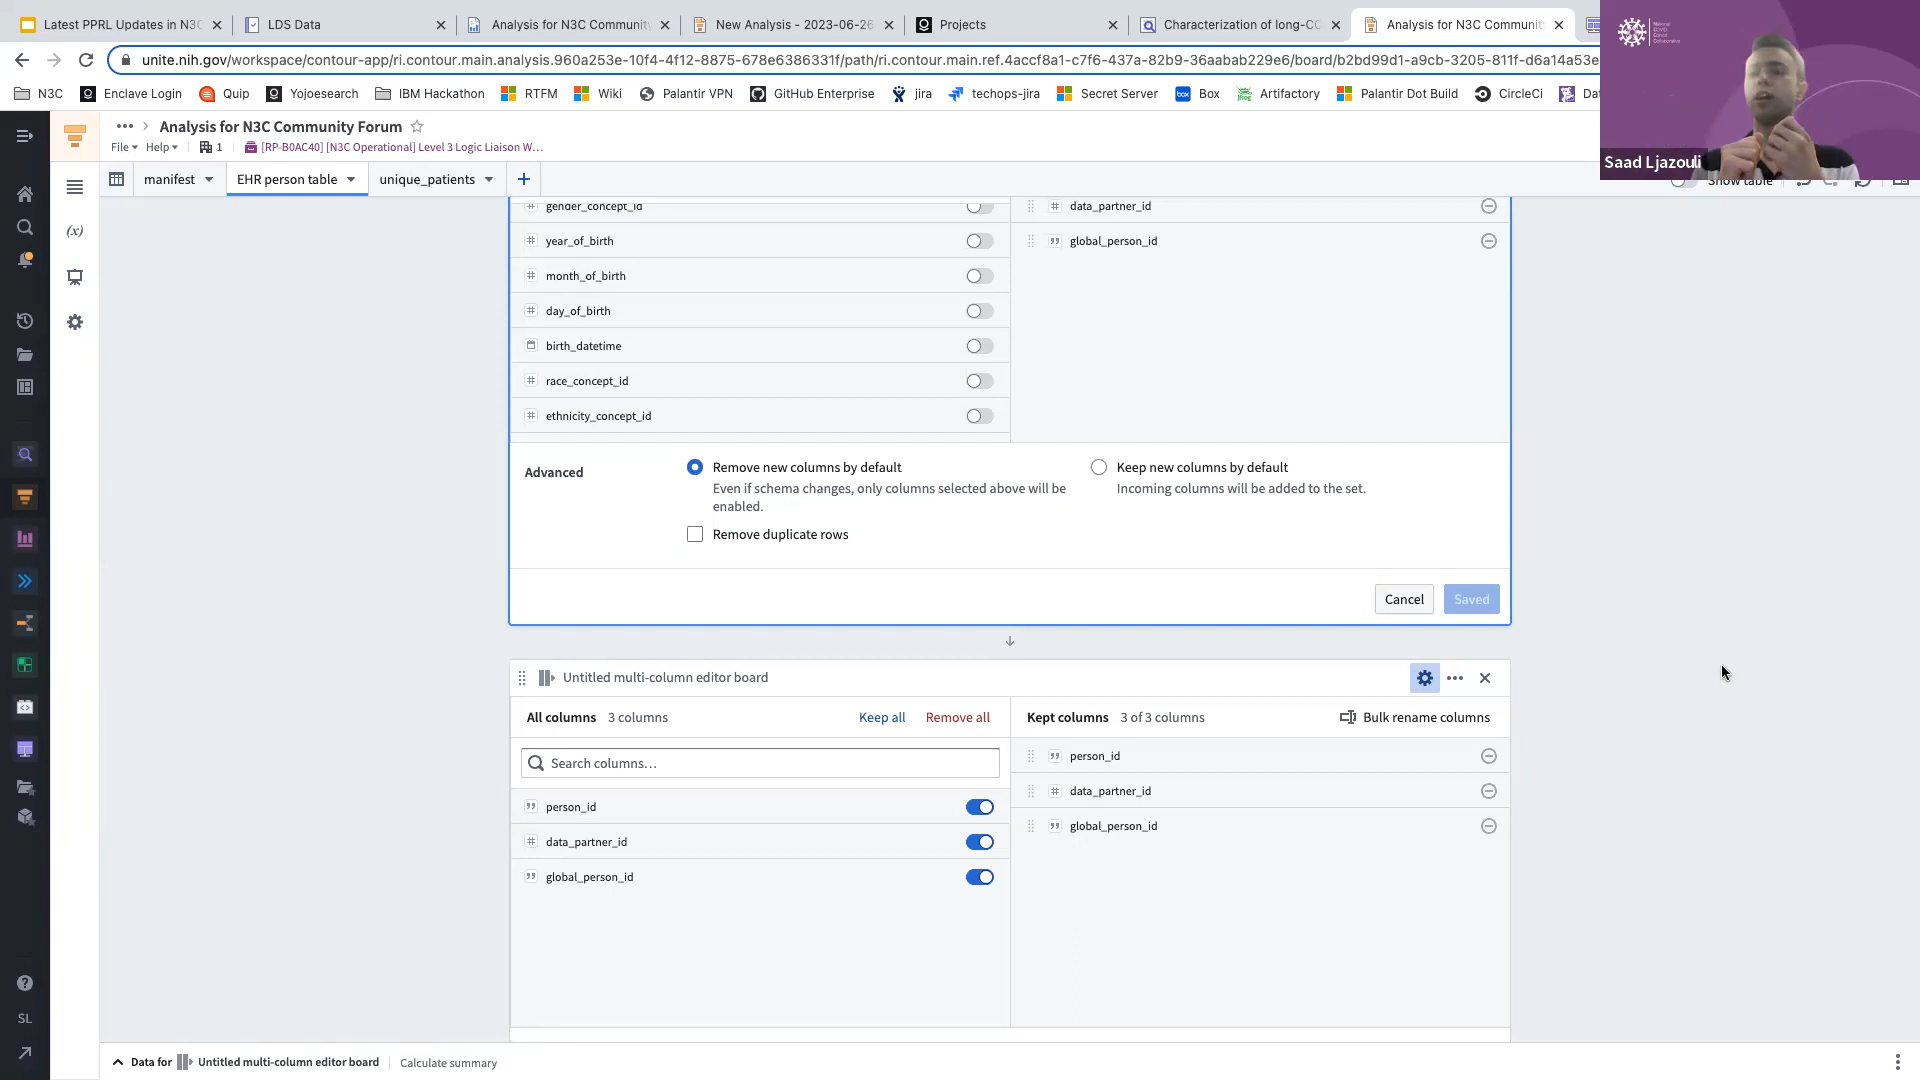 Latest PPRL Updates in N3C
LDS Data
Analysis for N3C Community
New Analysis - 2023-06-26
Projects
Characterization of long-CO
Analysis for N3C Communit
unite.nih.gov/workspace/contour-app/ri.contour.main.analysis.960a253e-10f4-4f12-8875-678e6386331f/path/ri.contour.main.ref.4accf8a1-c7f6-437a-82b9-36aabab229e6/board/b2bd99d1-a9cb-3205-811f-d6a14a53e
N3C
Enclave Login
Quip
Yojoesearch
IBM Hackathon
RTFM
Wiki
Palantir VPN
GitHub Enterprise
jira
techops-jira
Secret Server
Box
Artifactory
Palantir Dot Build
CircleCi
Dat
Saad Ljazouli
Analysis for N3C Community Forum
File
Help
1
[RP-B0AC40] [N3C Operational] Level 3 Logic Liaison W…
manifest
EHR person table
unique_patients
Show table
(x)
gender_concept_id
year_of_birth
month_of_birth
day_of_birth
birth_datetime
race_concept_id
ethnicity_concept_id
data_partner_id
global_person_id
Advanced
Remove new columns by default
Even if schema changes, only columns selected above will be
enabled.
Remove duplicate rows
Keep new columns by default
Incoming columns will be added to the set.
Cancel
Saved
Untitled multi-column editor board
All columns 3 columns
Keep all
Remove all
Kept columns 3 of 3 columns
Bulk rename columns
Search columns…
person_id
data_partner_id
global_person_id
person_id
data_partner_id
global_person_id
SL
Data for
Untitled multi-column editor board
Calculate summary